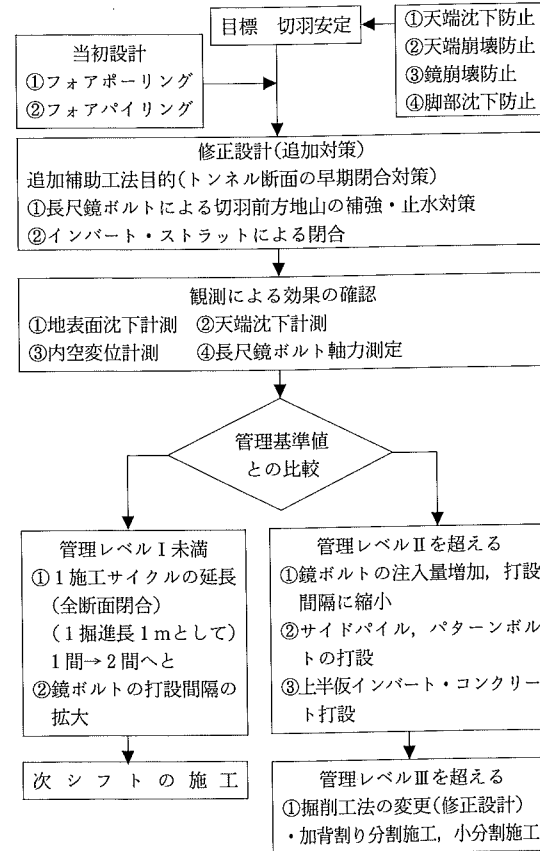 目標 切羽安定
①天端沈下防止
②天端崩壊防止
③鏡崩壊防止
④脚部沈下防止
当初設計
①フォアポーリング
②フォアパイリング
修正設計(追加対策)
追加補助工法目的(トンネル断面の早期閉合対策)
①長尺鏡ボルトによる切羽前方地山の補強・止水対策
②インバート・ストラットによる閉合
観測による効果の確認
①地表面沈下計測 ②天端沈下計測
③内空変位計測 ④長尺鏡ボルト軸力測定
管理基準値
との比較
管理レベルⅠ未満
①1施工サイクルの延長
(全断面閉合)
(1掘進長1mとして)
1間→2間へと
②鏡ボルトの打設間隔の
拡大
次シフトの施工
管理レベルⅡを超える
①鏡ボルトの注入量増加,打設
間隔に縮小
②サイドパイル,パターンボル
トの打設
③上半仮インバート・コンクリー
ト打設
管理レベルⅢを超える
①掘削工法の変更(修正設計)
・加背割り分割施工,小分割施工